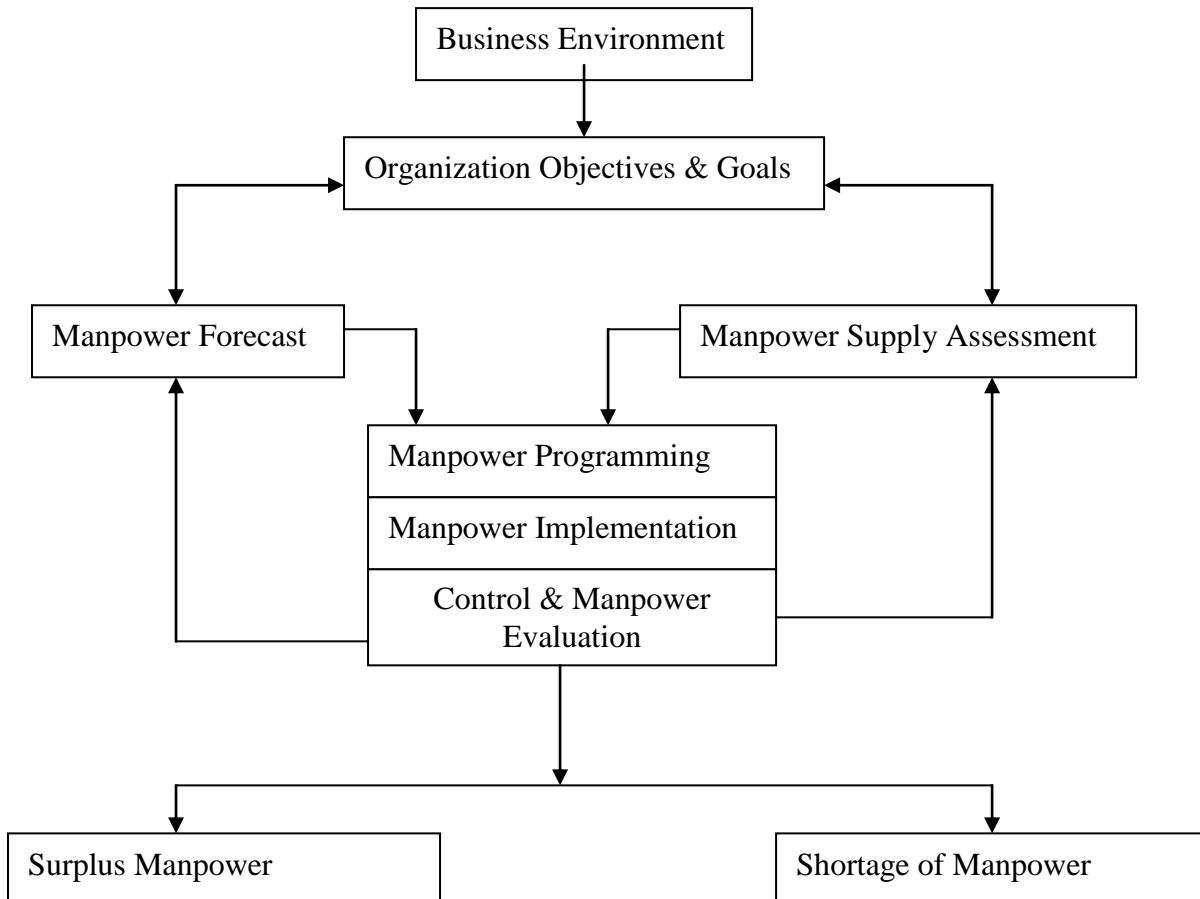 Business Environment
Organization Objectives & Goals
Manpower Forecast
Manpower Supply Assessment
Manpower Programming
Manpower Implementation
Control & Manpower
Evaluation
Surplus Manpower
Shortage of Manpower